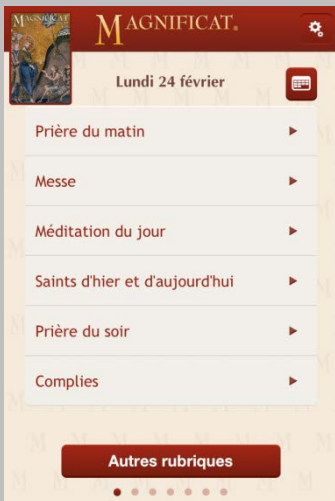 MAGNIFICAT
MAGNIFICAT®
Lundi 24 février
Prière du matin
Messe
Méditation du jour
Saints d'hier et d'aujourd'hui
Prière du soir
Complies
Autres rubriques